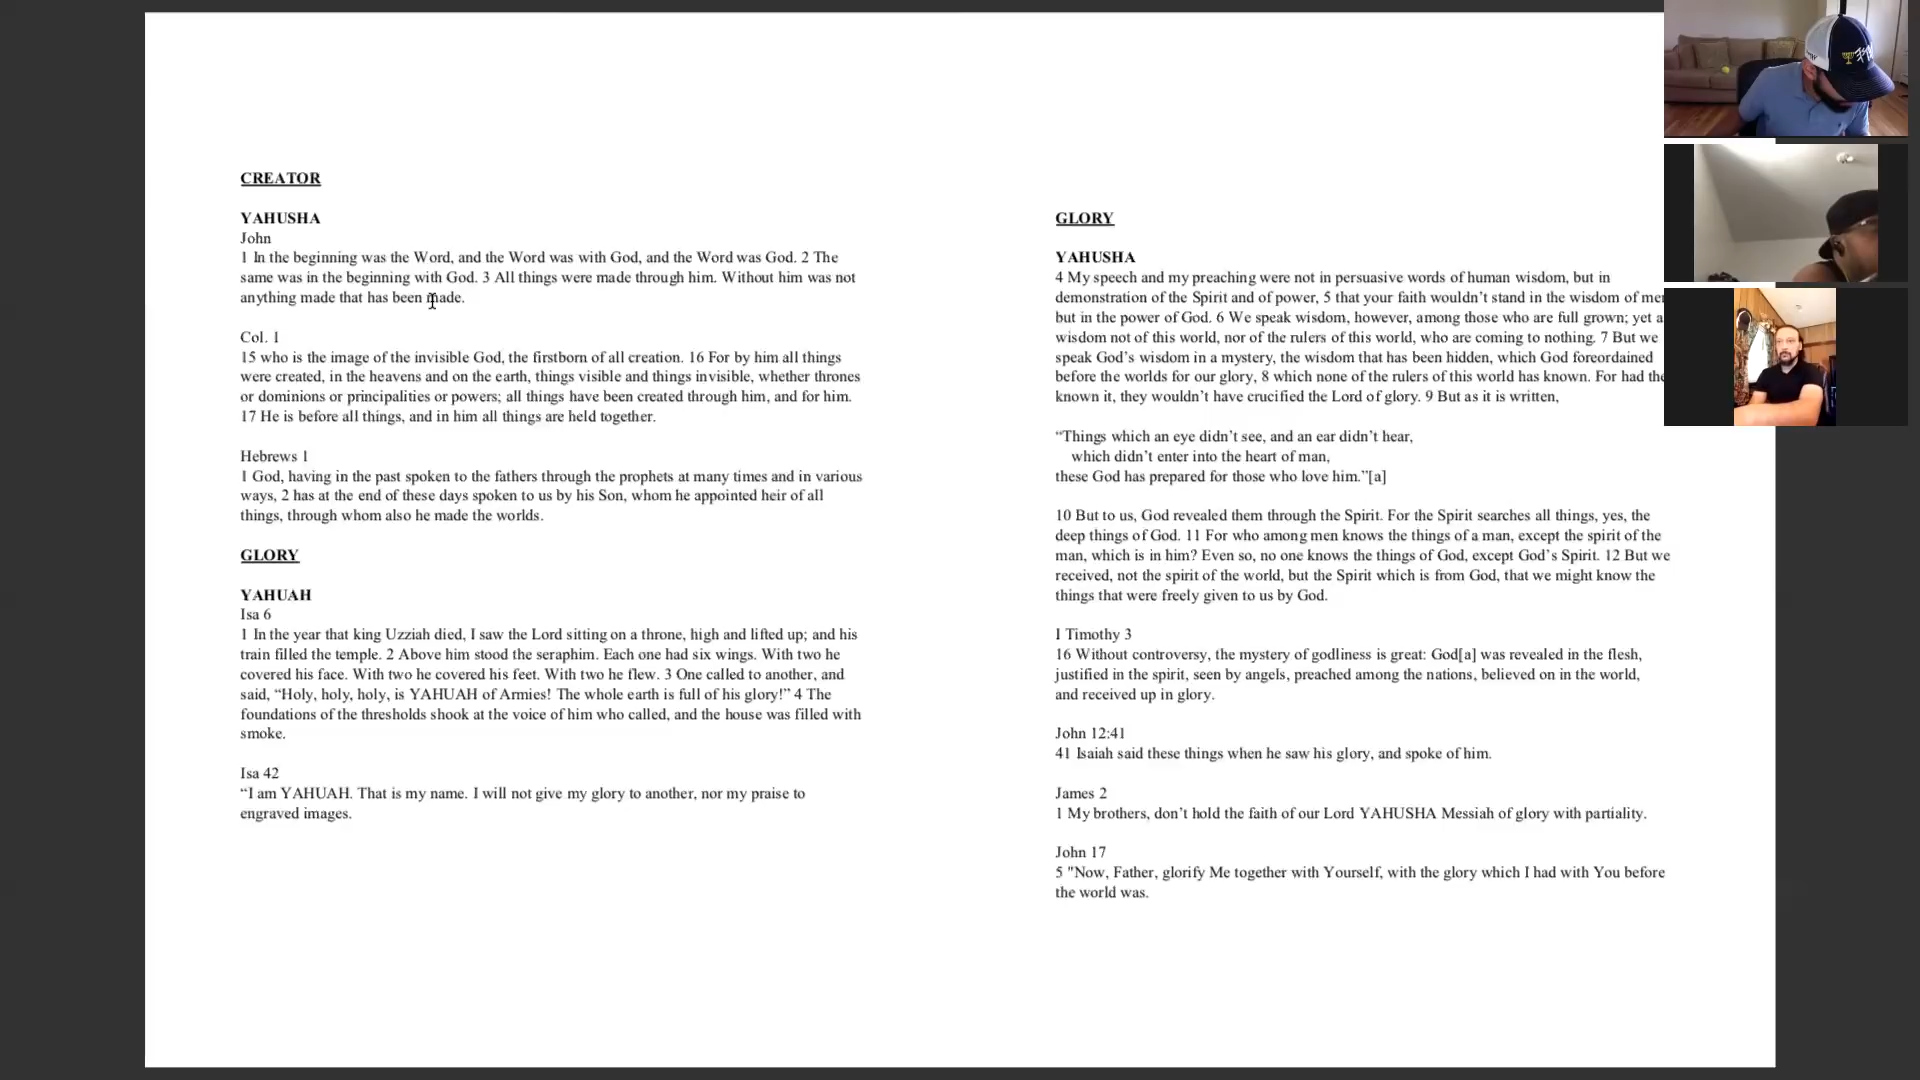 CREATOR
YAHUSHA
John
1 In the beginning was the Word, and the Word was with God, and the Word was God. 2 The
same was in the beginning with God. 3 All things were made through him. Without him was not
anything made that has been made.
Col. 1
15 who is the image of the invisible God, the firstborn of all creation. 16 For by him all things
were created, in the heavens and on the earth, things visible and things invisible, whether thrones
or dominions or principalities or powers; all things have been created through him, and for him.
17 He is before all things, and in him all things are held together.
Hebrews 1
1 God, having in the past spoken to the fathers through the prophets at many times and in various
ways, 2 has at the end of these days spoken to us by his Son, whom he appointed heir of all
things, through whom also he made the worlds.
GLORY
YAHUAH
Isa 6
1 In the year that king Uzziah died, I saw the Lord sitting on a throne, high and lifted up; and his
train filled the temple. 2 Above him stood the seraphim. Each one had six wings. With two he
covered his face. With two he covered his feet. With two he flew. 3 One called to another, and
said, “Holy, holy, holy, is YAHUAH of Armies! The whole earth is full of his glory!” 4 The
foundations of the thresholds shook at the voice of him who called, and the house was filled with
smoke.
Isa 42
“I am YAHUAH. That is my name. I will not give my glory to another, nor my praise to
engraved images.
GLORY
YAHUSHA
4 My speech and my preaching were not in persuasive words of human wisdom, but in
demonstration of the Spirit and of power, 5 that your faith wouldn’t stand in the wisdom of
but in the power of God. 6 We speak wisdom, however, among those who are full grown; yet a
wisdom not of this world, nor of the rulers of this world, who are coming to nothing. 7 But we
speak God’s wisdom in a mystery, the wisdom that has been hidden, which God foreordained
before the worlds for our glory, 8 which none of the rulers of this world has known. For had
known it, they wouldn’t have crucified the Lord of glory. 9 But as it is written,
“Things which an eye didn’t see, and an ear didn’t hear,
which didn’t enter into the heart of man,
these God has prepared for those who love him.”[a]
10 But to us, God revealed them through the Spirit. For the Spirit searches all things, yes, the
deep things of God. 11 For who among men knows the things of a man, except the spirit of the
man, which is in him? Even so, no one knows the things of God, except God’s Spirit. 12 But we
received, not the spirit of the world, but the Spirit which is from God, that we might know the
things that were freely given to us by God.
I Timothy 3
16 Without controversy, the mystery of godliness is great: God[a] was revealed in the flesh,
justified in the spirit, seen by angels, preached among the nations, believed on in the world,
and received up in glory.
John 12:41
41 Isaiah said these things when he saw his glory, and spoke of him.
James 2
1 My brothers, don’t hold the faith of our Lord YAHUSHA Messiah of glory with partiality.
John 17
5 "Now, Father, glorify Me together with Yourself, with the glory which I had with You before
the world was.